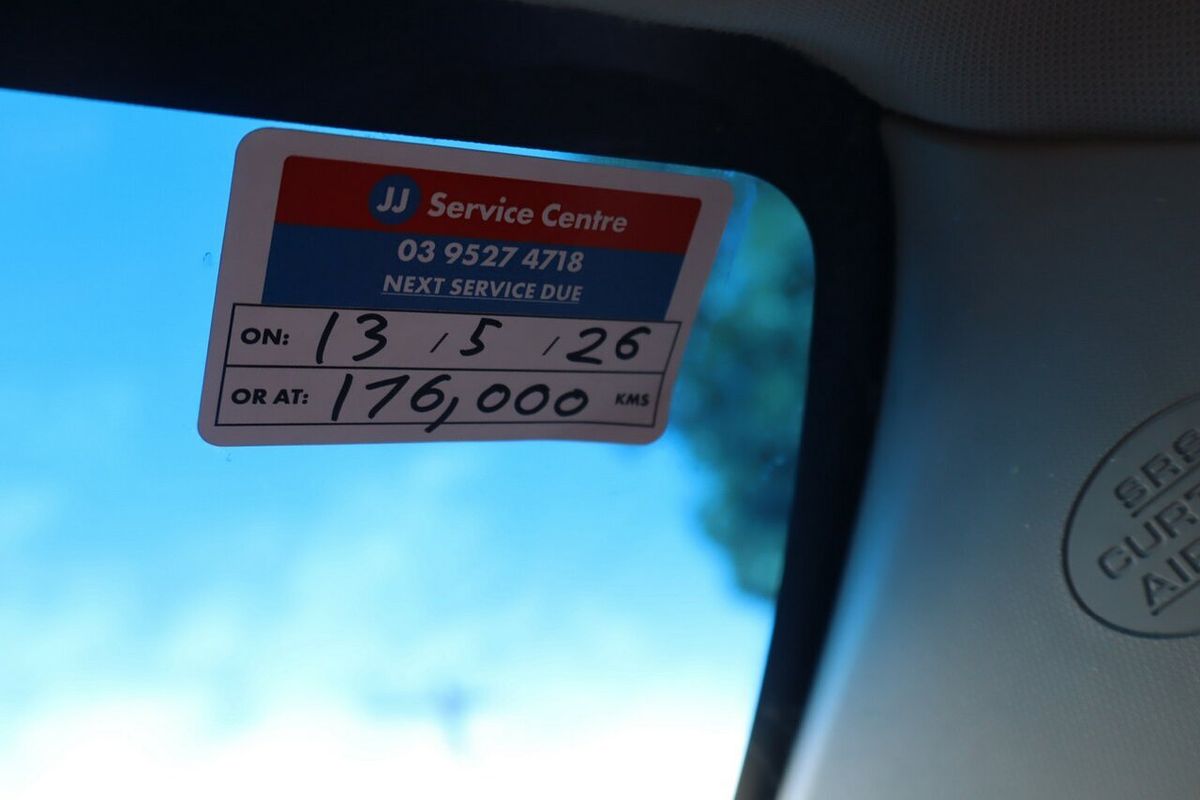 JJ Service Centre
03 9527 4718
NEXT SERVICE DUE
ON: 13 / 5 / 26
OR AT: 176,000 KMS